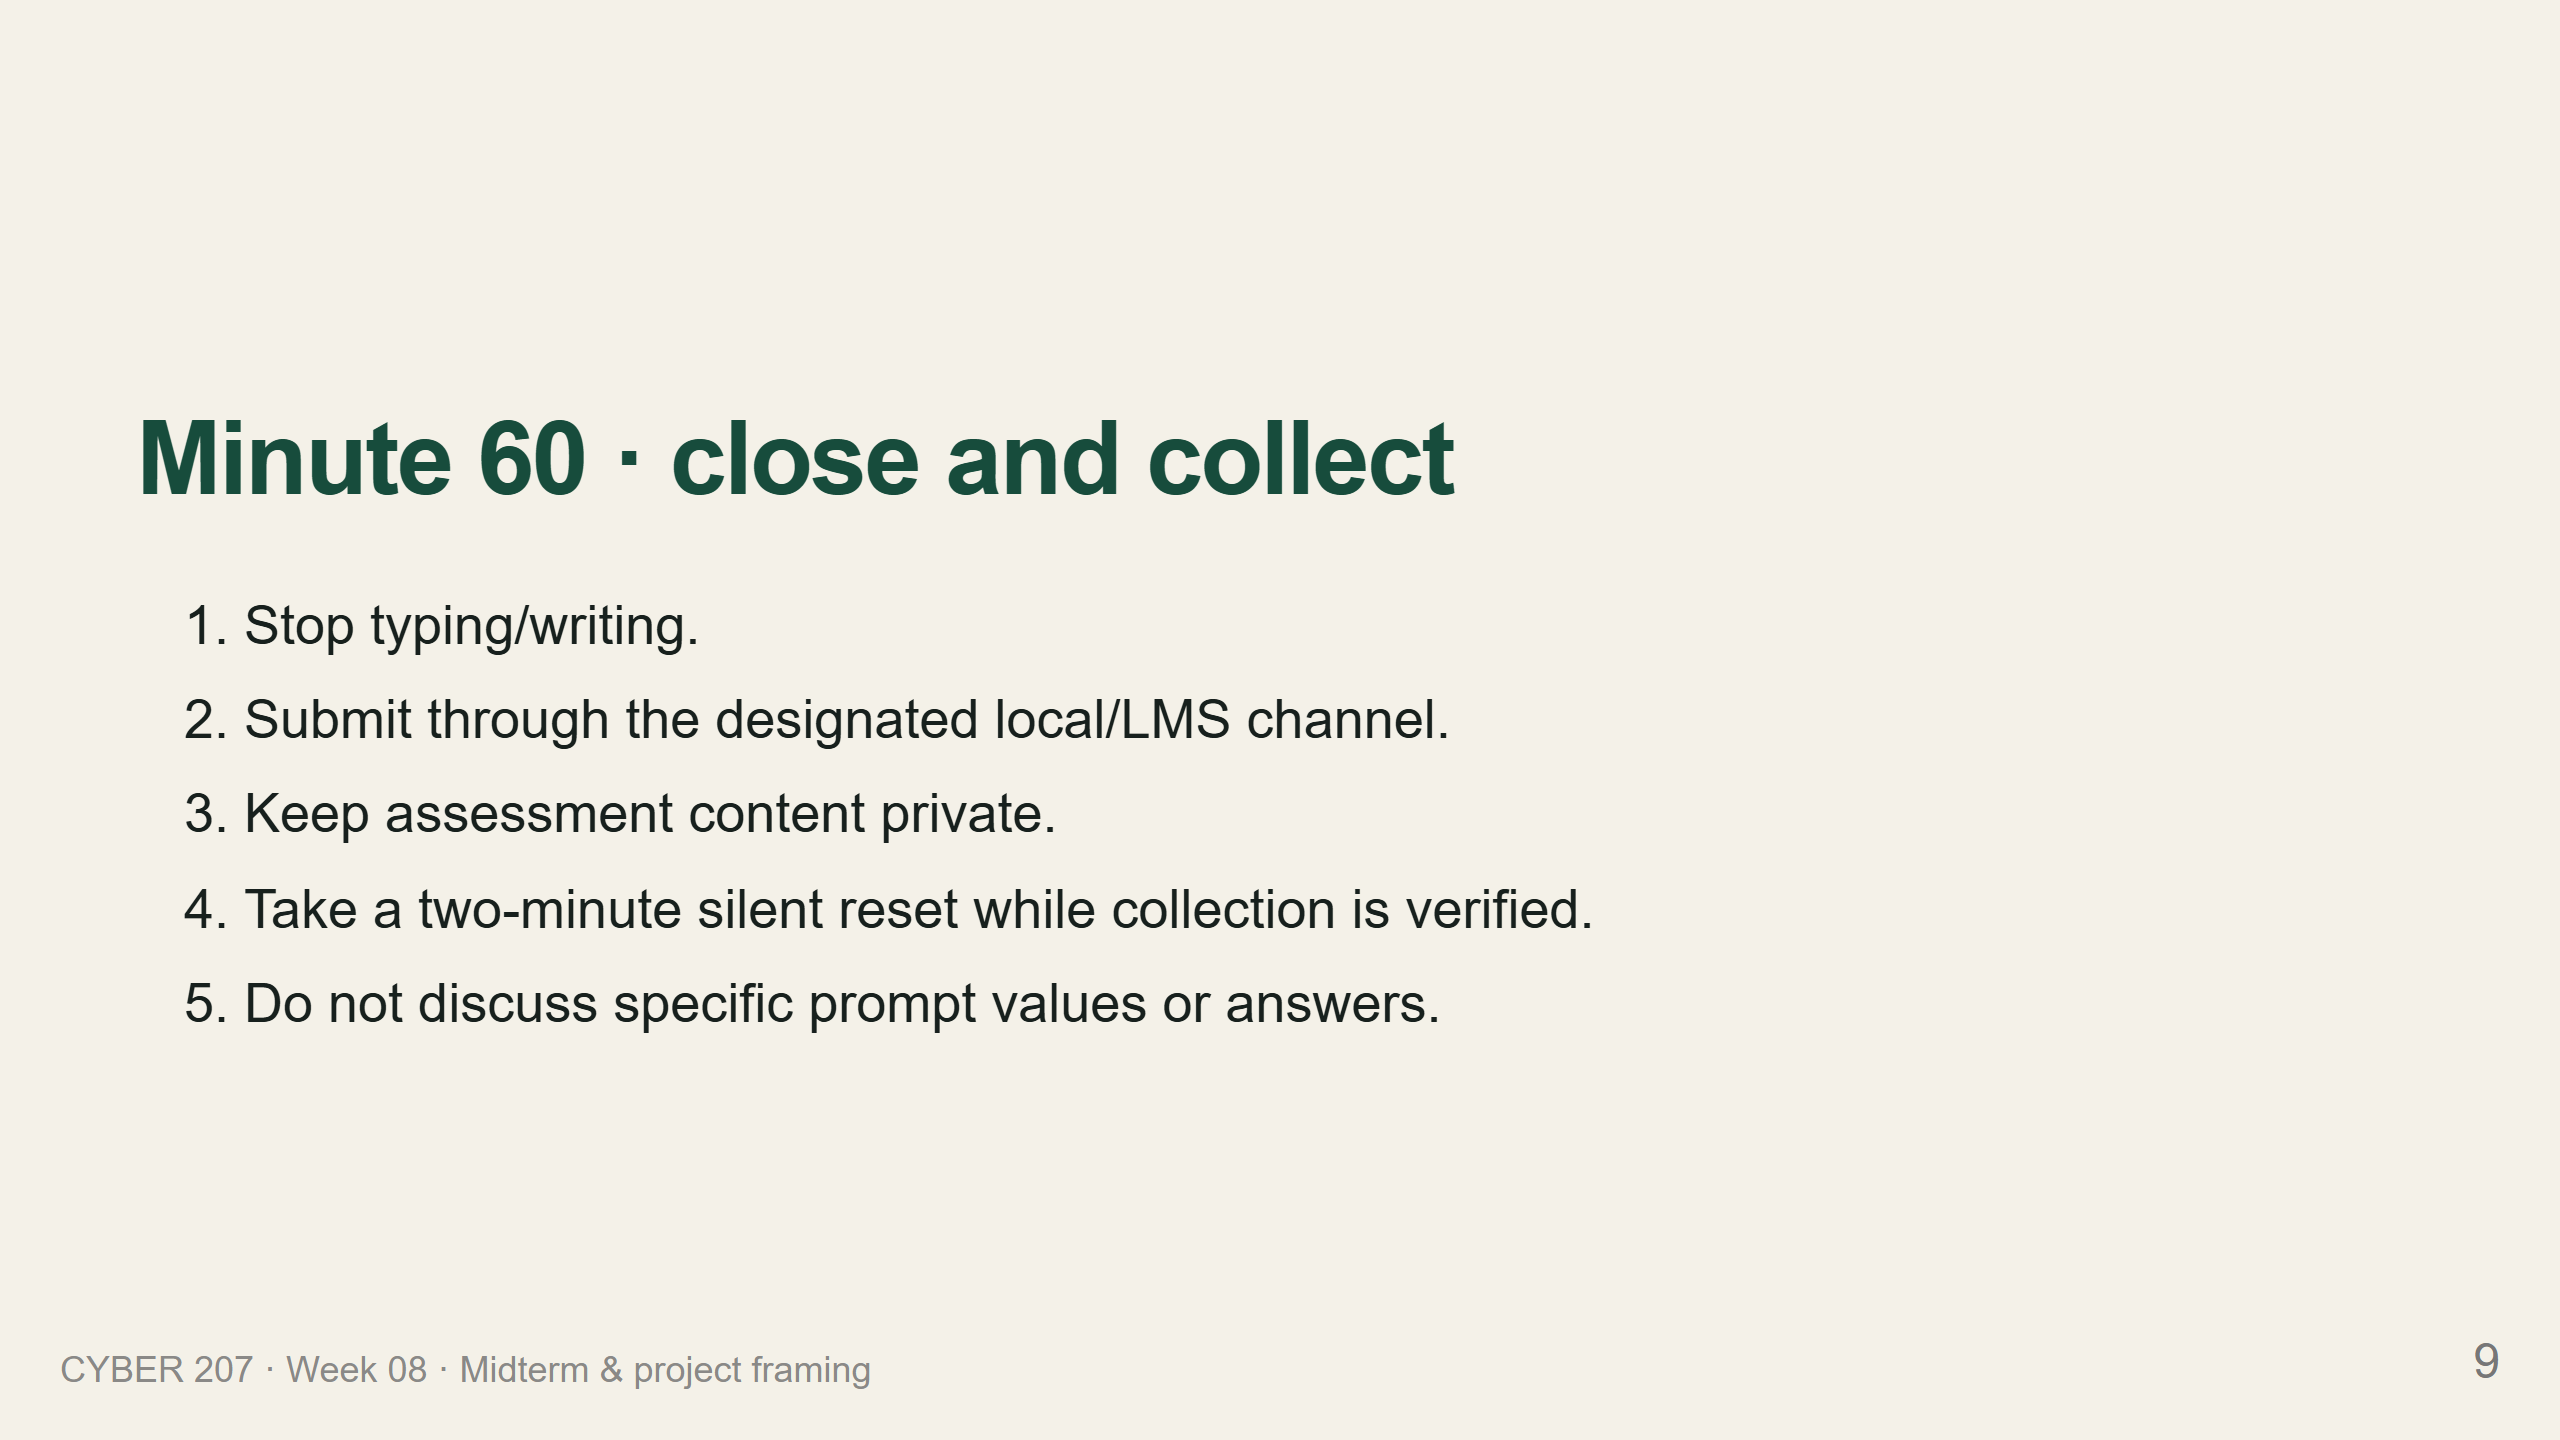 Minute 60 · close and collect
1. Stop typing/writing.
2. Submit through the designated local/LMS channel.
3. Keep assessment content private.
4. Take a two-minute silent reset while collection is verified.
5. Do not discuss specific prompt values or answers.
CYBER 207 · Week 08 · Midterm & project framing
9